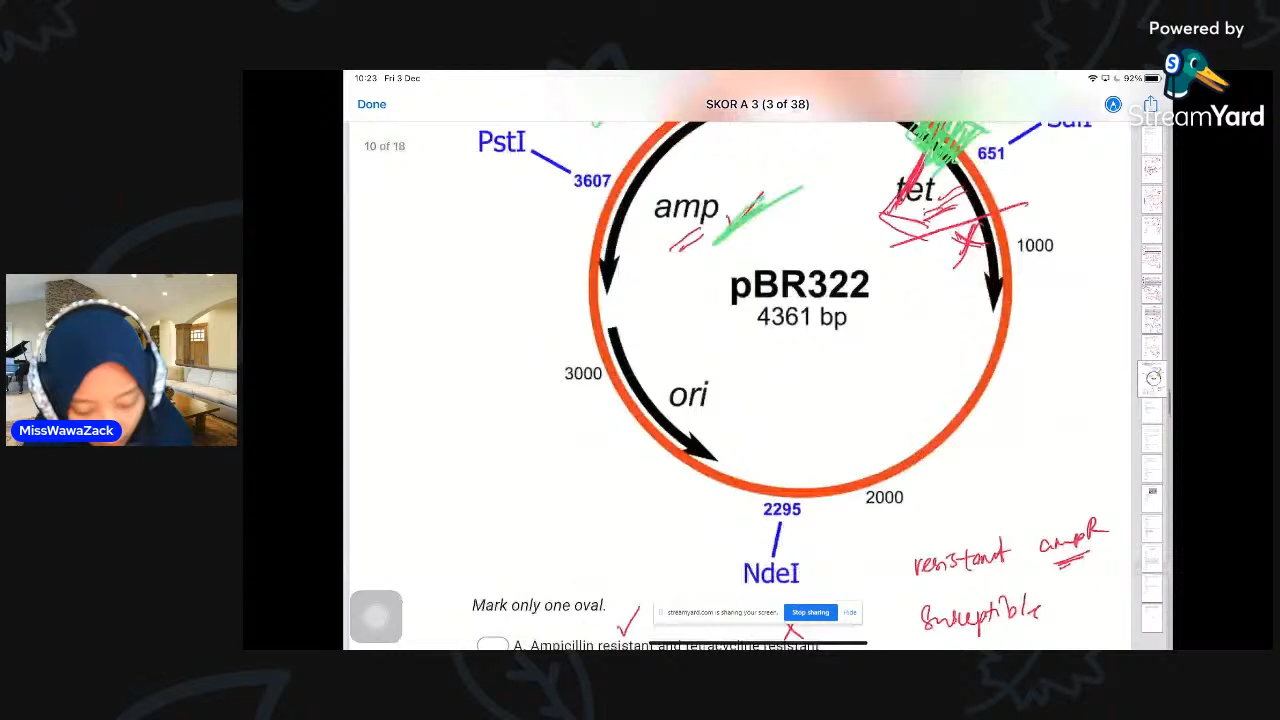 Powered by
StreamYard
10:23 Fri 3 Dec
92%
Done
SKOR A 3 (3 of 38)
10 of 18
PstI
SalI
651
3607
tet
amp
1000
pBR322
4361 bp
3000
ori
2000
2295
NdeI
resistant ampR
susceptible
Mark only one oval.
streamyard.com is sharing your screen.
Stop sharing
Hide
A. Ampicillin resistant and tetracycline resistant
MissWawaZack